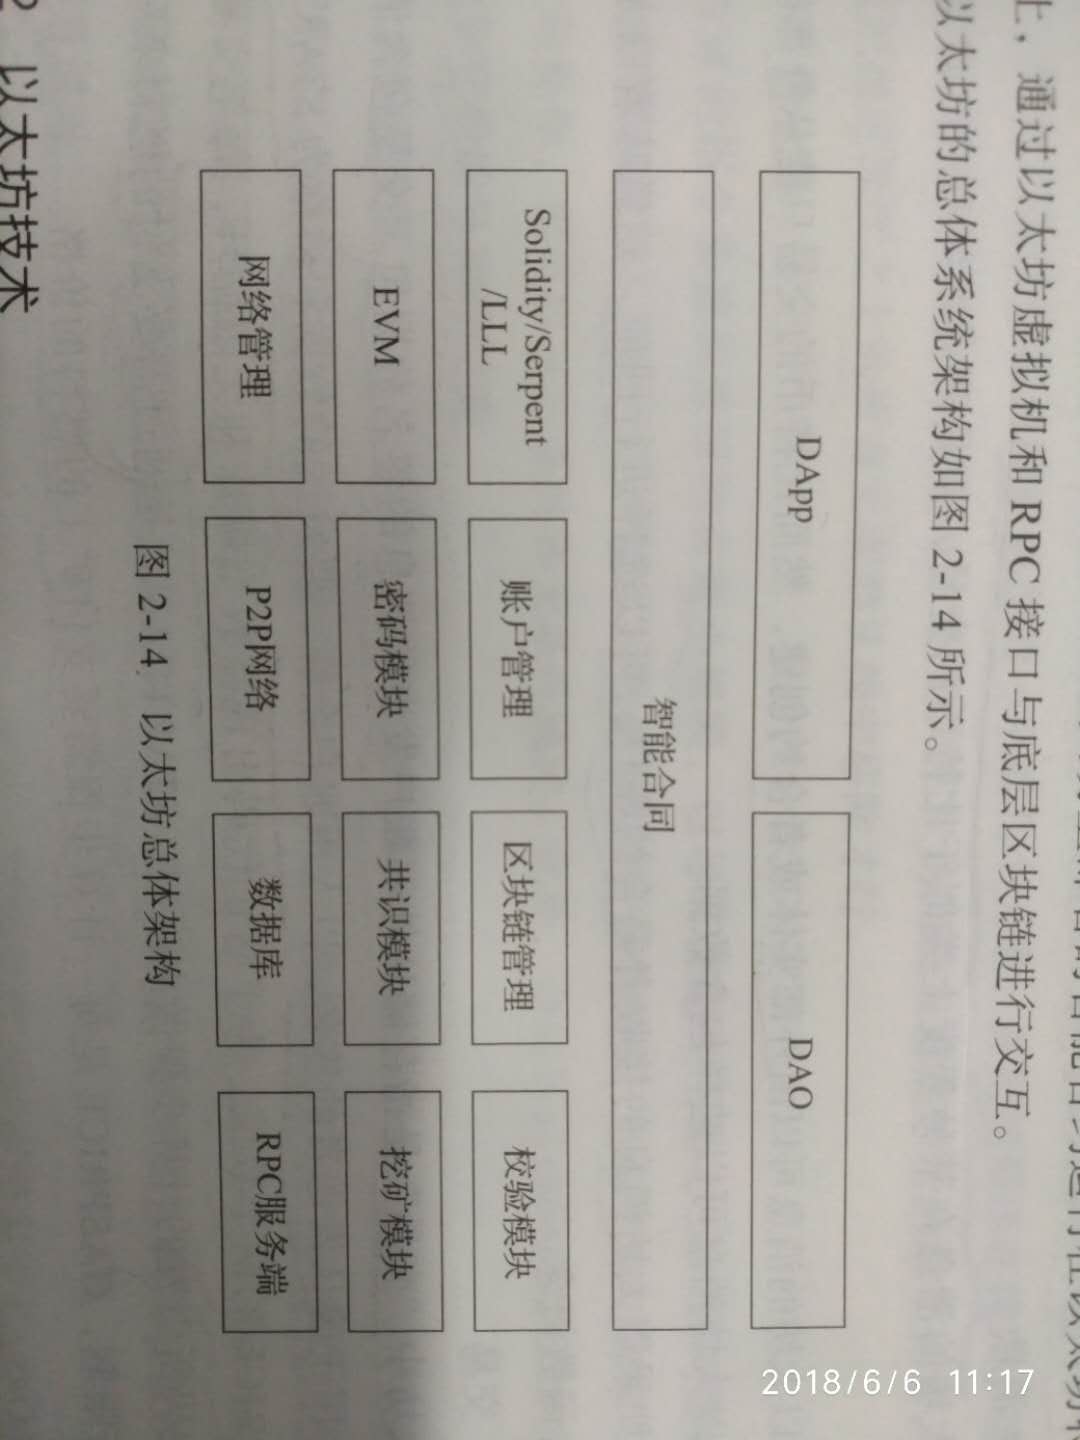 上，通过以太坊虚拟机和 RPC 接口与底层区块链进行交互。
以太坊的总体系统架构如图 2-14 所示。
DApp
DAO
智能合同
Solidity/Serpent
/LLL
账户管理
区块链管理
校验模块
EVM
密码模块
共识模块
挖矿模块
网络管理
P2P网络
数据库
RPC服务端
图 2-14 以太坊总体架构
2 以太坊技术
2018/6/6 11:17